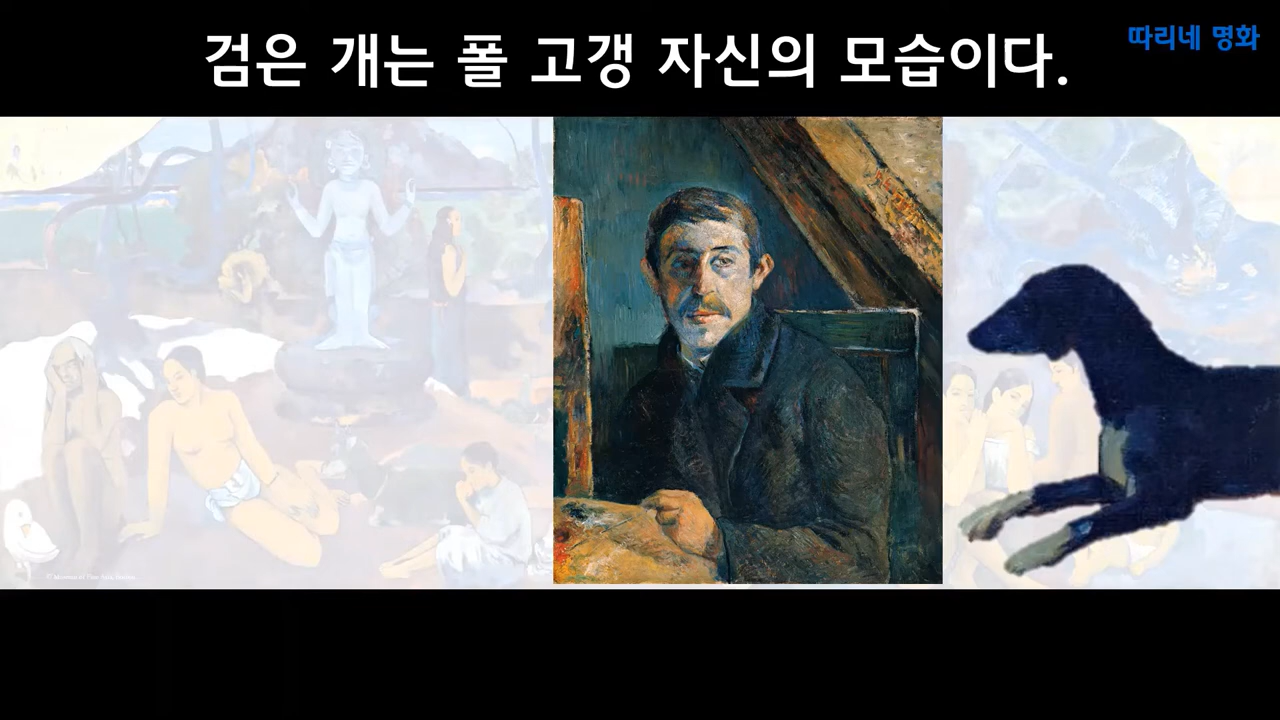 검은 개는 폴 고갱 자신의 모습이다.
따리네 명화